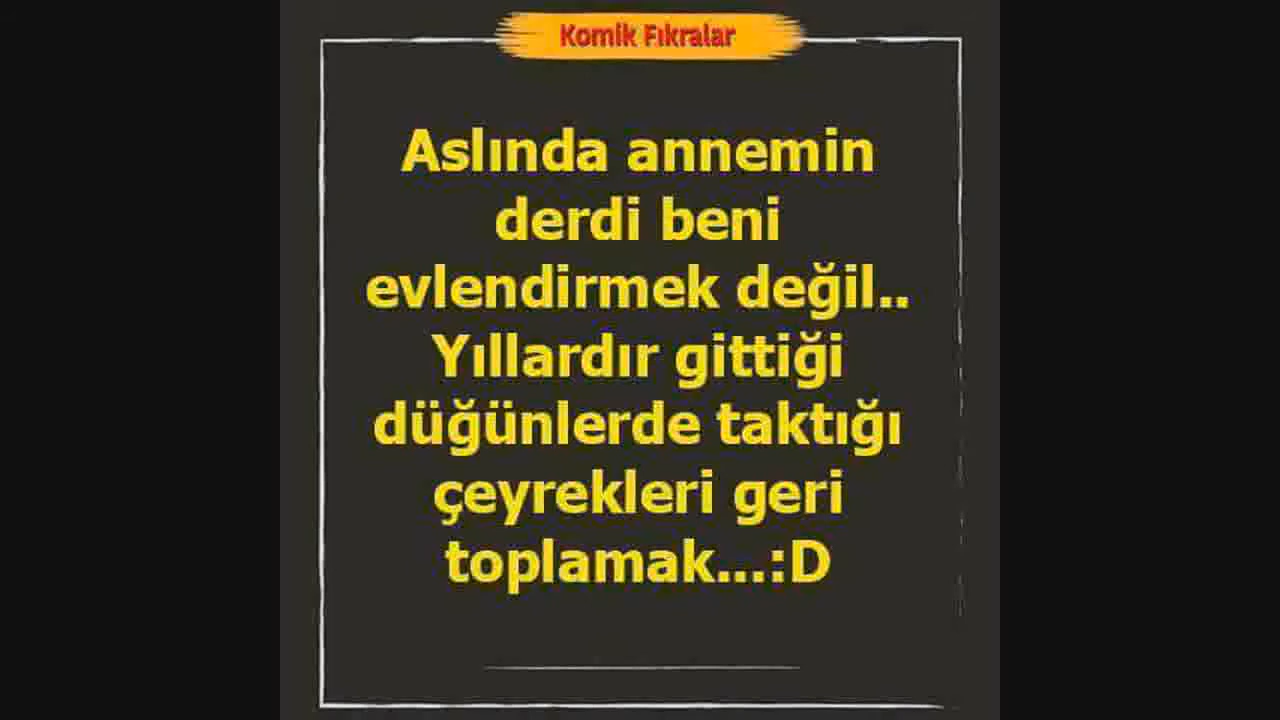 Komik Fıkralar
Aslında annemin
derdi beni
evlendirmek değil..
Yıllardır gittiği
düğünlerde taktığı
çeyrekleri geri
toplamak...:D